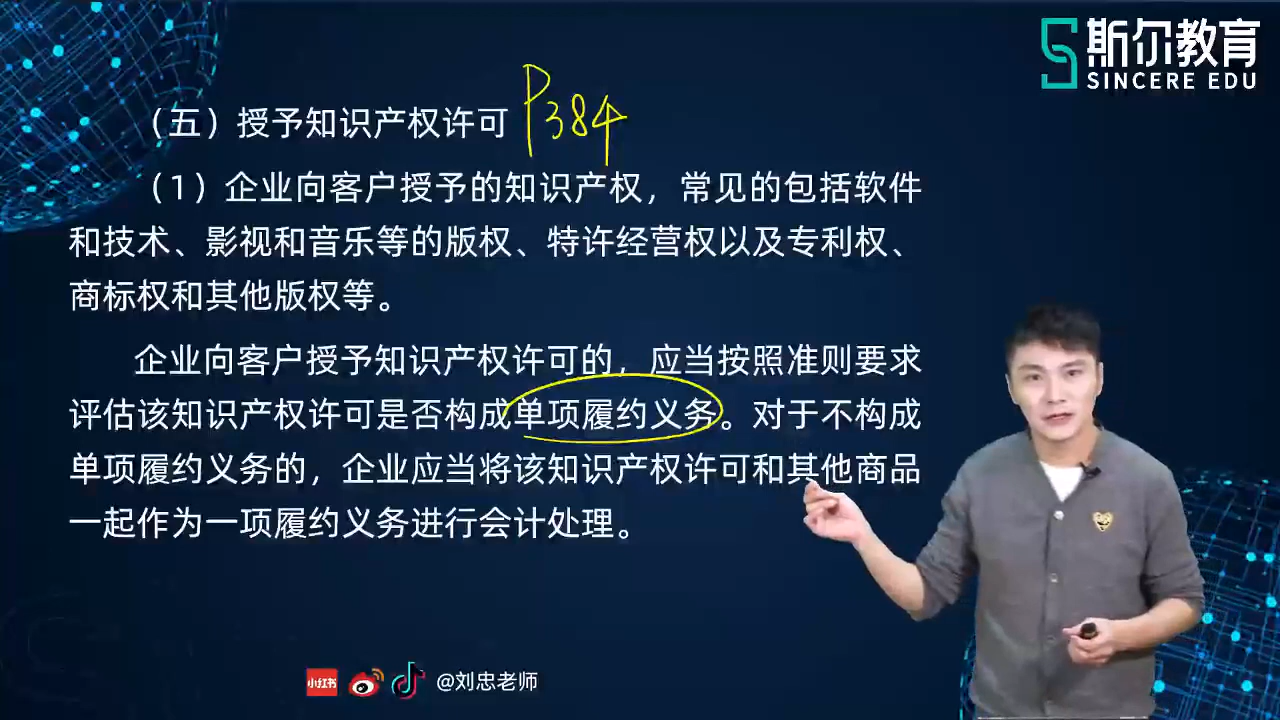 斯尔教育
SINCERE EDU
（五）授予知识产权许可 P384
（1）企业向客户授予的知识产权，常见的包括软件
和技术、影视和音乐等的版权、特许经营权以及专利权、
商标权和其他版权等。
企业向客户授予知识产权许可的，应当按照准则要求
评估该知识产权许可是否构成单项履约义务。对于不构成
单项履约义务的，企业应当将该知识产权许可和其他商品
一起作为一项履约义务进行会计处理。
小红书 @刘忠老师